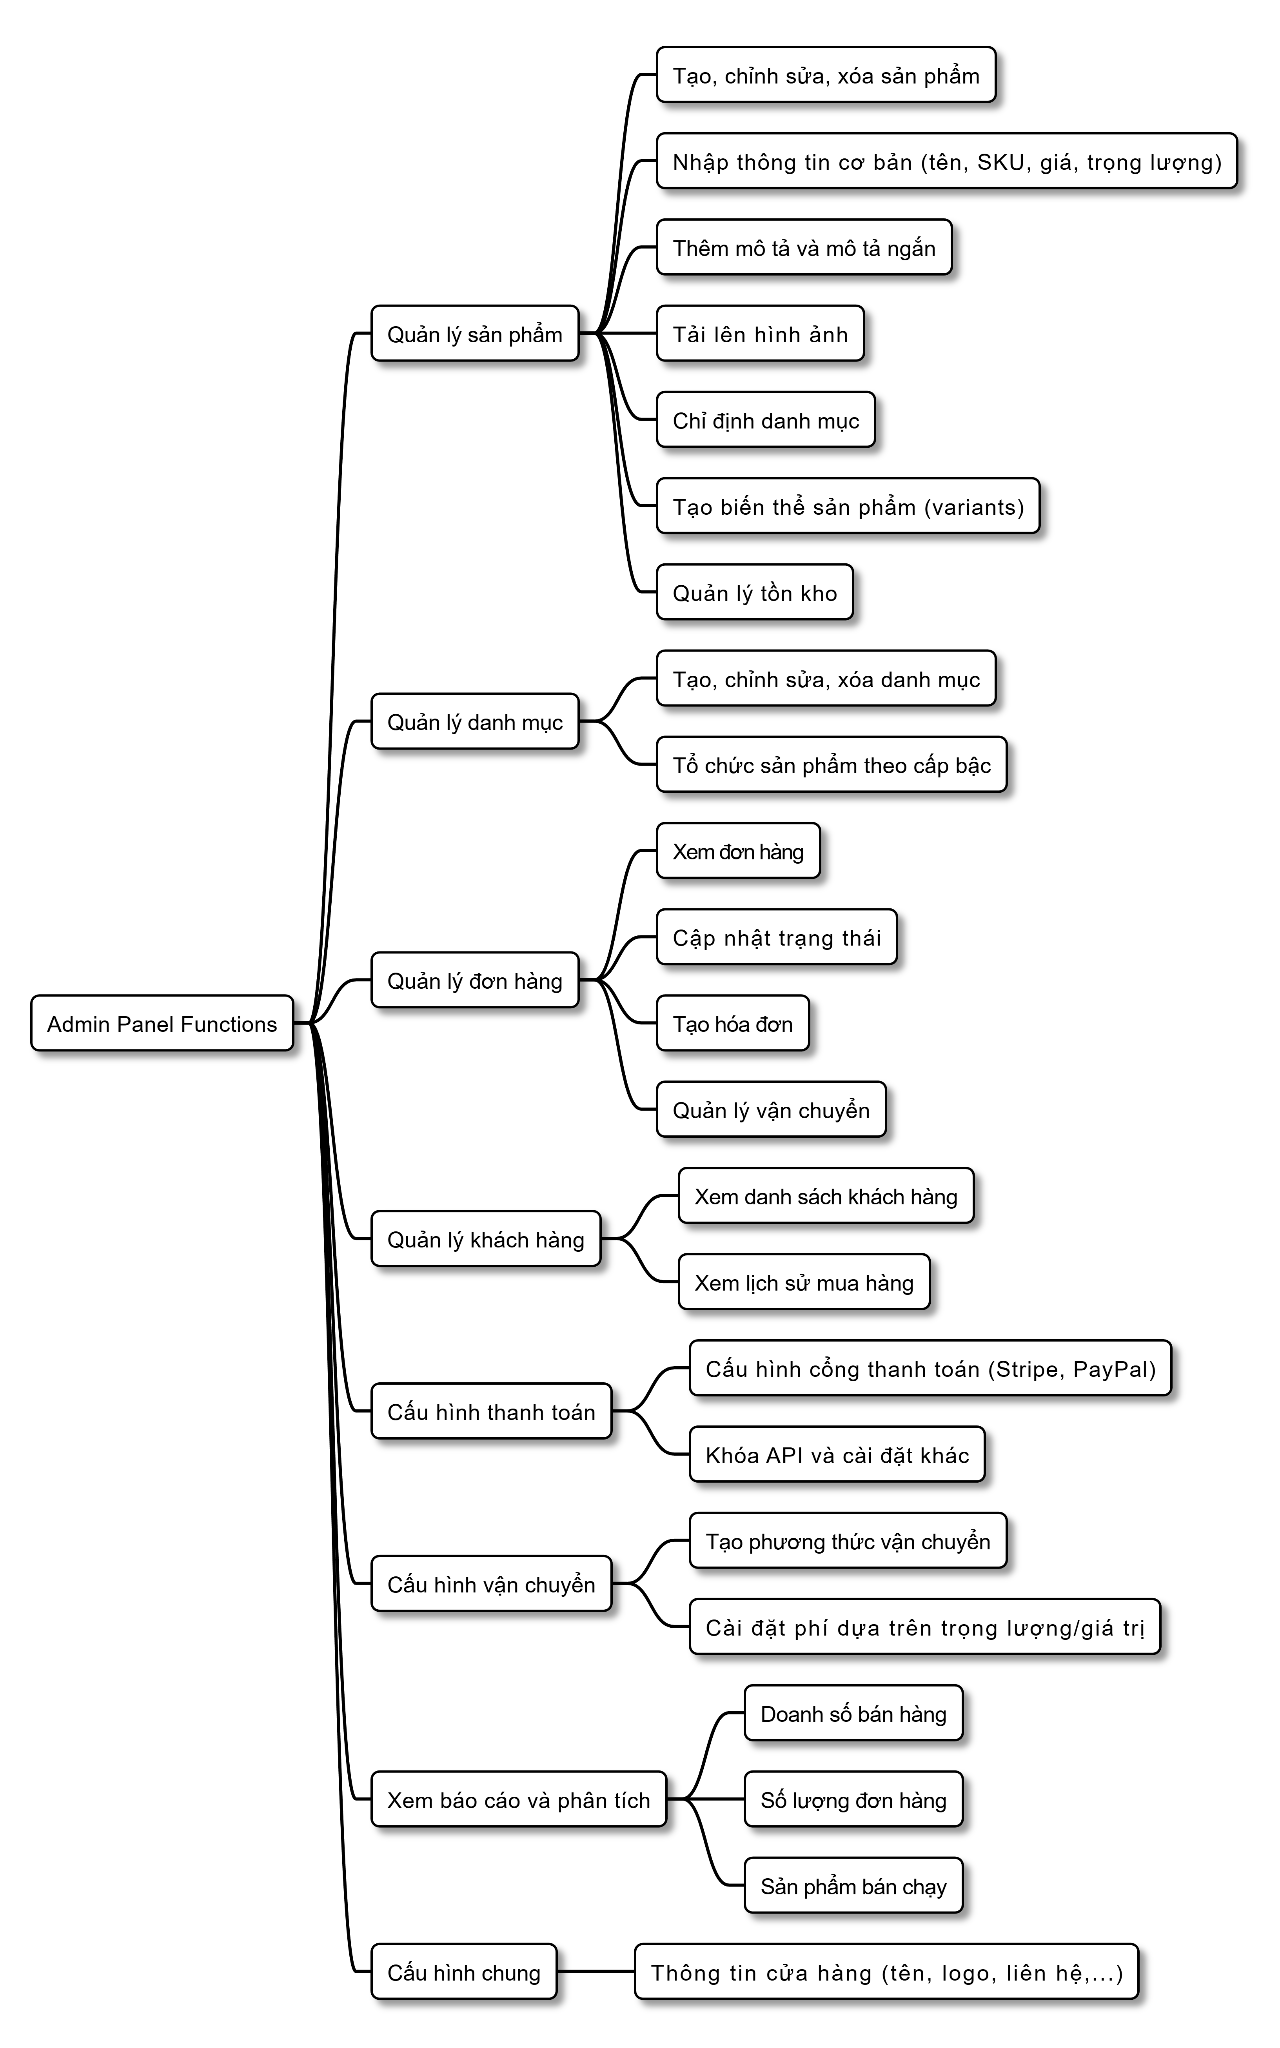 Admin Panel Functions
Quản lý sản phẩm
Tạo, chỉnh sửa, xóa sản phẩm
Nhập thông tin cơ bản (tên, SKU, giá, trọng lượng)
Thêm mô tả và mô tả ngắn
Tải lên hình ảnh
Chỉ định danh mục
Tạo biến thể sản phẩm (variants)
Quản lý tồn kho
Quản lý danh mục
Tạo, chỉnh sửa, xóa danh mục
Tổ chức sản phẩm theo cấp bậc
Quản lý đơn hàng
Xem đơn hàng
Cập nhật trạng thái
Tạo hóa đơn
Quản lý vận chuyển
Quản lý khách hàng
Xem danh sách khách hàng
Xem lịch sử mua hàng
Cấu hình thanh toán
Cấu hình cổng thanh toán (Stripe, PayPal)
Khóa API và cài đặt khác
Cấu hình vận chuyển
Tạo phương thức vận chuyển
Cài đặt phí dựa trên trọng lượng/giá trị
Xem báo cáo và phân tích
Doanh số bán hàng
Số lượng đơn hàng
Sản phẩm bán chạy
Cấu hình chung
Thông tin cửa hàng (tên, logo, liên hệ,...)